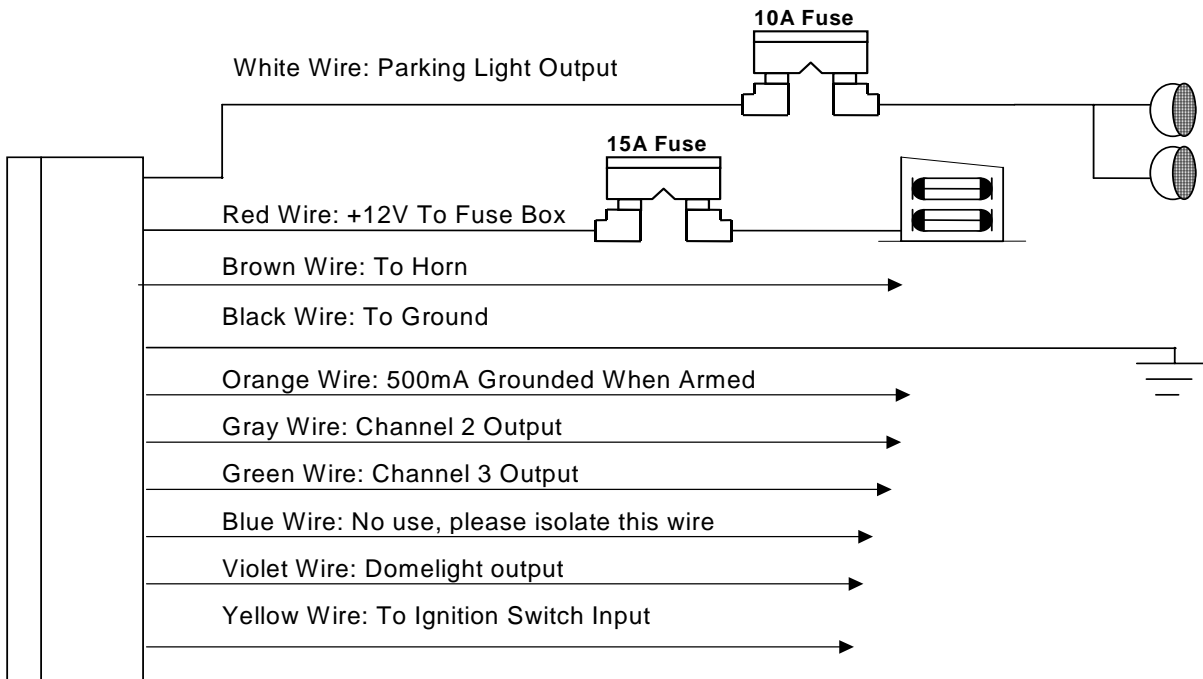 10A Fuse
White Wire: Parking Light Output
15A Fuse
Red Wire: +12V To Fuse Box
Brown Wire: To Horn
Black Wire: To Ground
Orange Wire: 500mA Grounded When Armed
Gray Wire: Channel 2 Output
Green Wire: Channel 3 Output
Blue Wire: No use, please isolate this wire
Violet Wire: Domelight output
Yellow Wire: To Ignition Switch Input